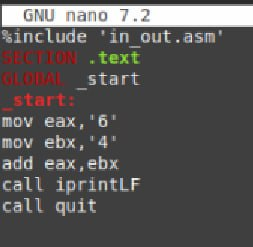 GNU nano 7.2
%include 'in_out.asm'
SECTION .text
GLOBAL _start
_start:
mov eax,'6'
mov ebx,'4'
add eax,ebx
call iprintLF
call quit